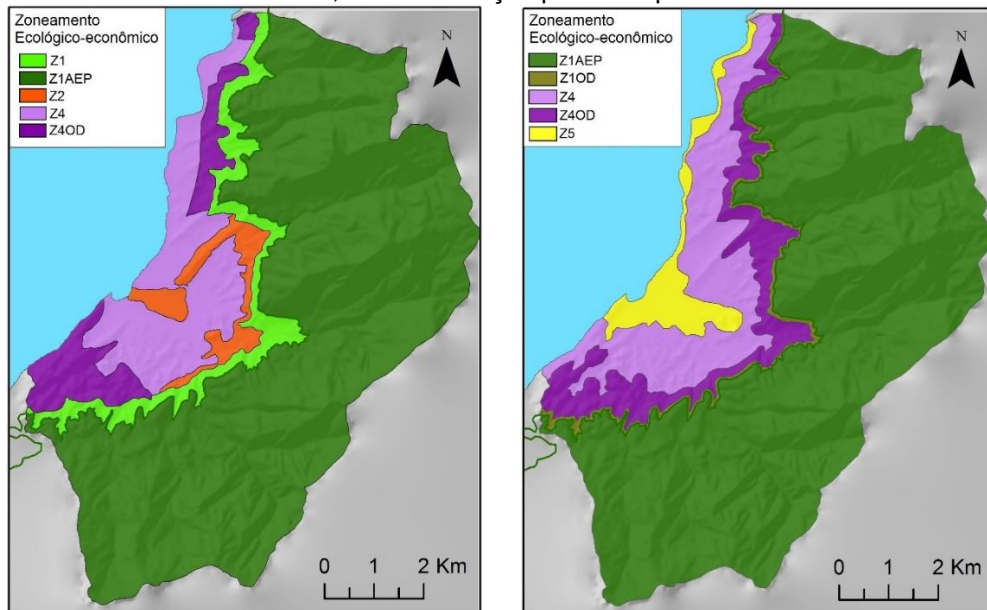 Zoneamento
Ecológico-econômico
Z1
Z1AEP
Z2
Z4
Z4OD
N
0 1 2 Km
Zoneamento
Ecológico-econômico
Z1AEP
Z1OD
Z4
Z4OD
Z5
N
0 1 2 Km